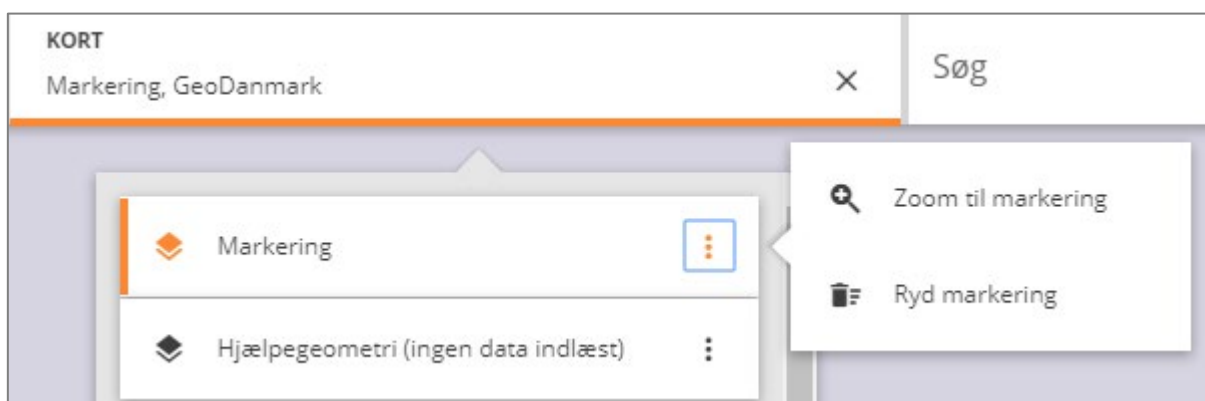 KORT
Markering, GeoDanmark
Søg
Markering
Zoom til markering
Ryd markering
Hjælpegeometri (ingen data indlæst)